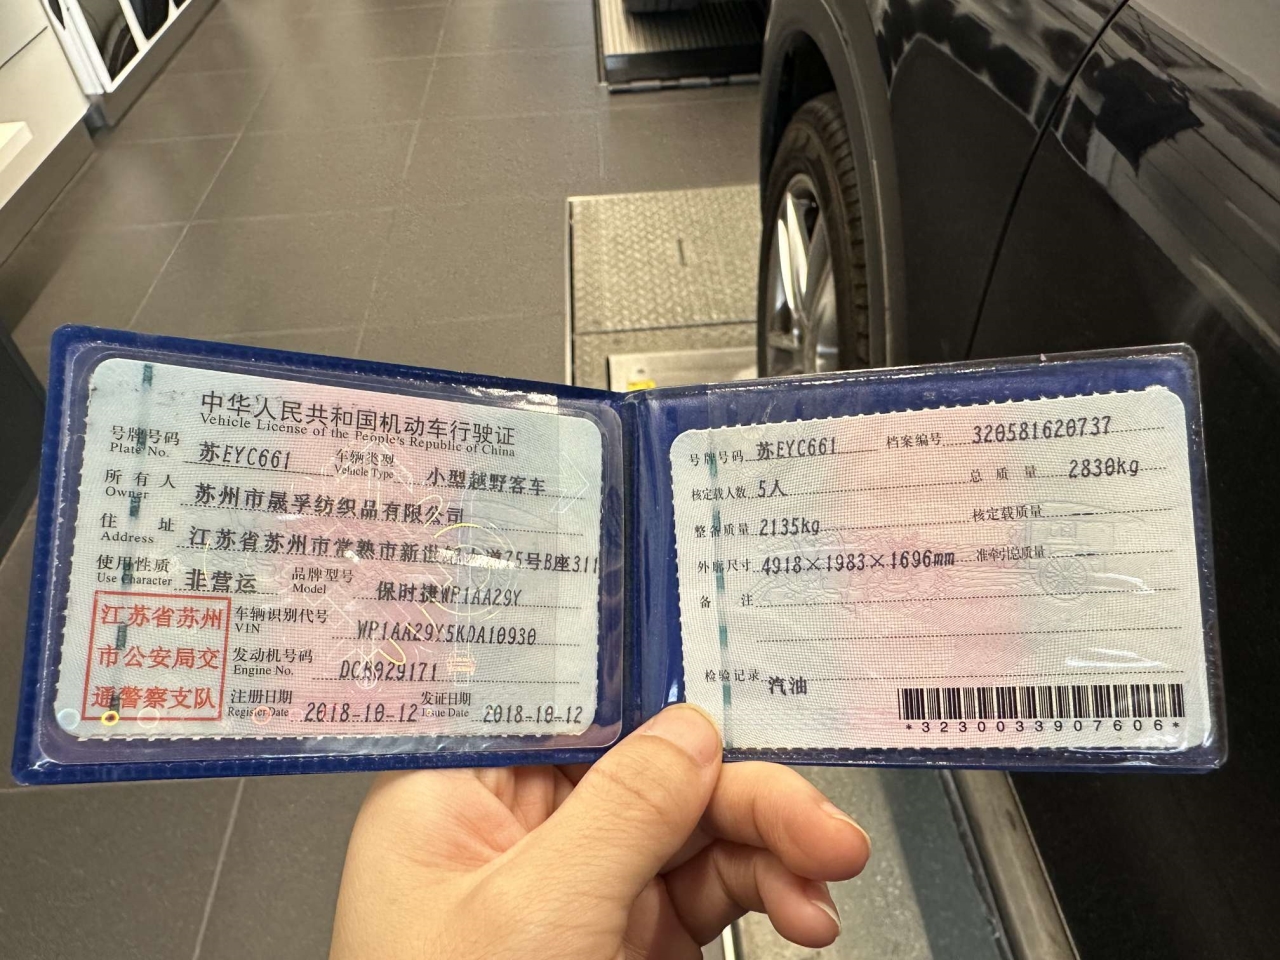 中华人民共和国机动车行驶证
Vehicle License of the People's Republic of China
号牌号码 苏EYC661 车辆类型 小型越野客车
Plate No. Vehicle Type
所有人 苏州市晟孚纺织品有限公司
Owner
住址 江苏省苏州市常熟市新世纪大道75号B座311
Address
使用性质 非营运 品牌型号 保时捷WP1AA29Y
Use Character Model
江苏省苏州
市公安局交
通警察支队
车辆识别代号 WP1AA29Y5KDA10930
VIN
发动机号码 DCB929171
Engine No.
注册日期 2018-10-12 发证日期 2018-10-12
Register Date Issue Date
号牌号码 苏EYC661 档案编号 320581620737
核定载人数 5人 总质量 2830kg
整备质量 2135kg 核定载质量
外廓尺寸 4918×1983×1696mm 准牵引总质量
备注
检验记录 汽油
*3230033907606*